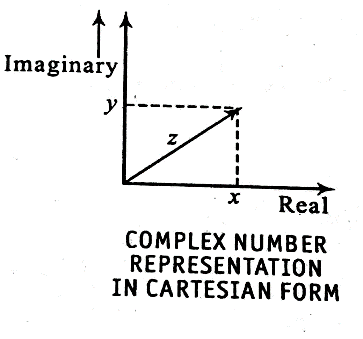 Imaginary
y
z
x
Real
COMPLEX NUMBER
REPRESENTATION
IN CARTESIAN FORM